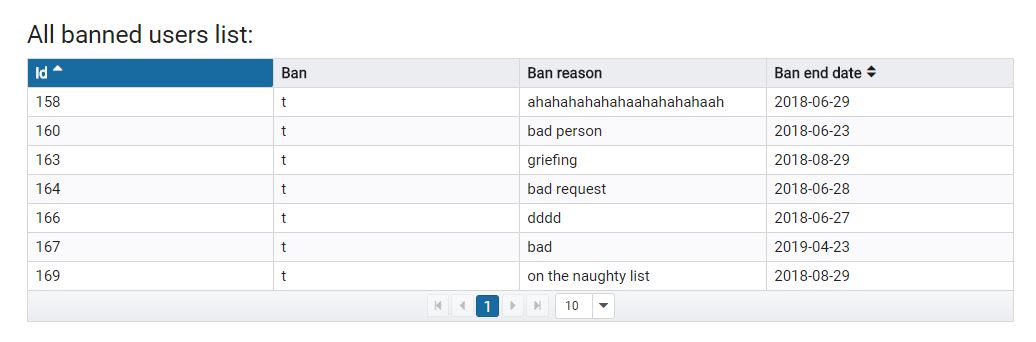 All banned users list:
Id Ban Ban reason Ban end date
158 t ahahahahahahaahahahahaah 2018-06-29
160 t bad person 2018-06-23
163 t griefing 2018-08-29
164 t bad request 2018-06-28
166 t dddd 2018-06-27
167 t bad 2019-04-23
169 t on the naughty list 2018-08-29
1 10